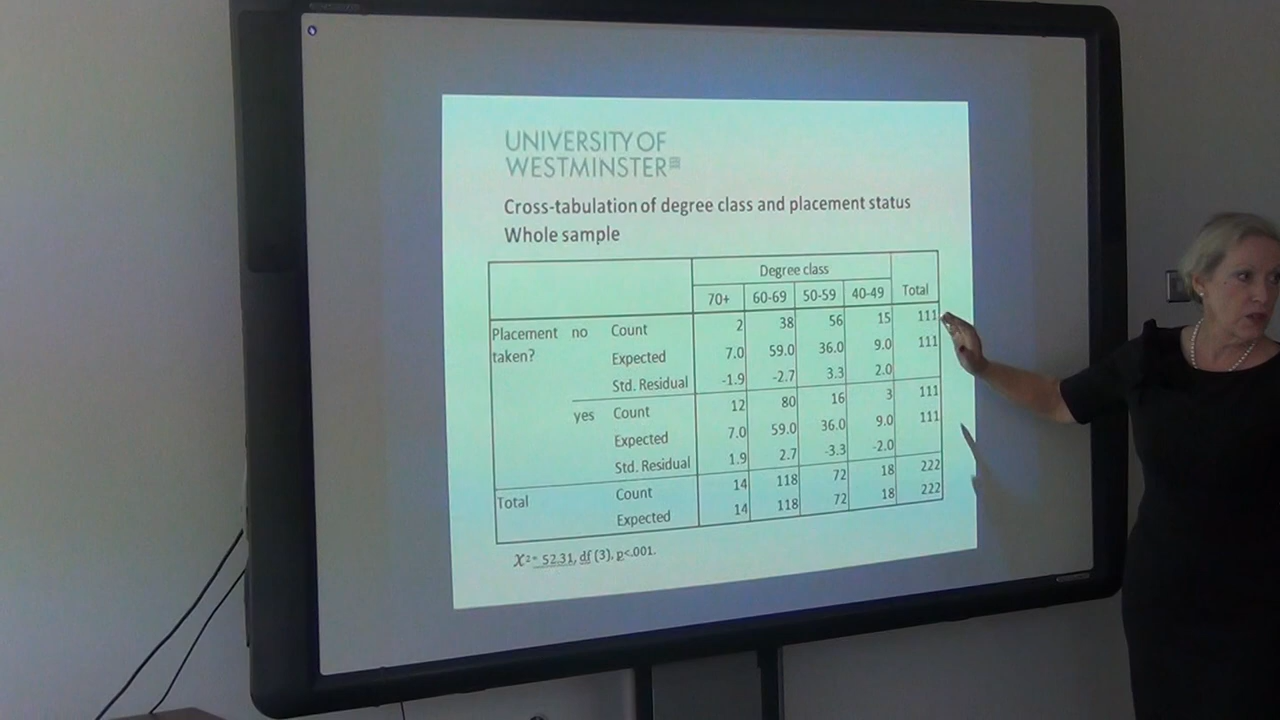 UNIVERSITY OF
WESTMINSTER
Cross-tabulation of degree class and placement status
Whole sample
Degree class
70+ 60-69 50-59 40-49 Total
Placement no Count 2 38 56 15 111
taken? Expected 7.0 59.0 36.0 9.0 111
Std. Residual -1.9 -2.7 3.3 2.0
yes Count 12 80 16 3 111
Expected 7.0 59.0 36.0 9.0 111
Std. Residual 1.9 2.7 -3.3 -2.0
Total Count 14 118 72 18 222
Expected 14 118 72 18 222
X²= 52.31, df (3), p<.001.